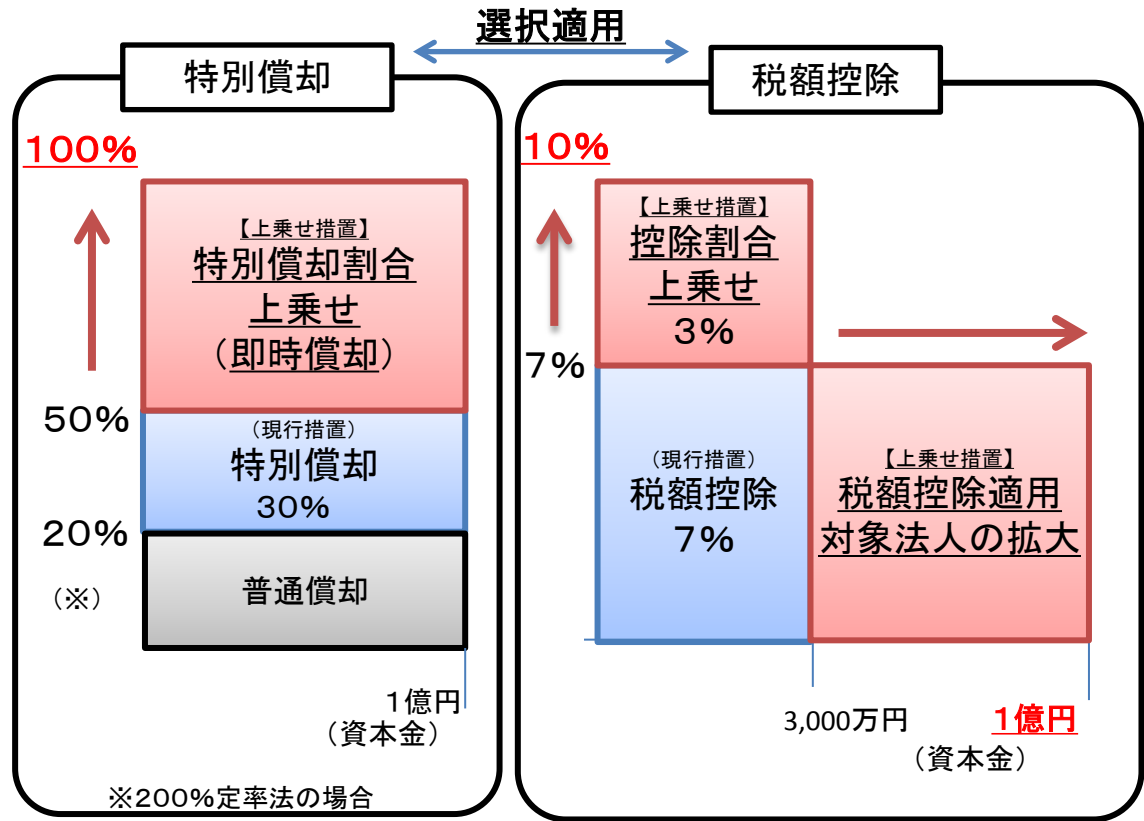 選択適用
特別償却
100%
【上乗せ措置】
特別償却割合
上乗せ
(即時償却)
50%
(現行措置)
特別償却
30%
20%
(※)
普通償却
1億円
(資本金)
※200%定率法の場合
税額控除
10%
【上乗せ措置】
控除割合
上乗せ
3%
7%
(現行措置)
税額控除
7%
【上乗せ措置】
税額控除適用
対象法人の拡大
3,000万円
1億円
(資本金)